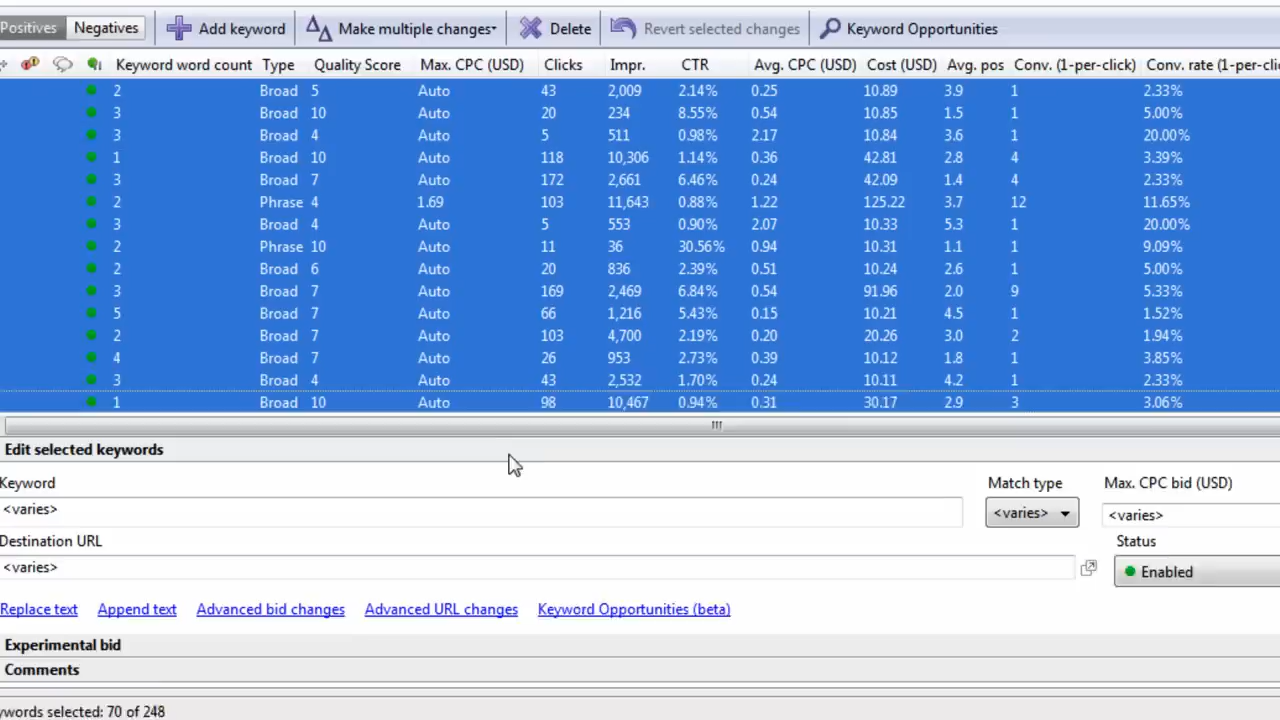 Positives Negatives Add keyword Make multiple changes Delete Revert selected changes Keyword Opportunities
Keyword word count Type Quality Score Max. CPC (USD) Clicks Impr. CTR Avg. CPC (USD) Cost (USD) Avg. pos Conv. (1-per-click) Conv. rate (1-per-cli
2 Broad 5 Auto 43 2,009 2.14% 0.25 10.89 3.9 1 2.33%
3 Broad 10 Auto 20 234 8.55% 0.54 10.85 1.5 1 5.00%
3 Broad 4 Auto 5 511 0.98% 2.17 10.84 3.6 1 20.00%
1 Broad 10 Auto 118 10,306 1.14% 0.36 42.81 2.8 4 3.39%
3 Broad 7 Auto 172 2,661 6.46% 0.24 42.09 1.4 4 2.33%
2 Phrase 4 1.69 103 11,643 0.88% 1.22 125.22 3.7 12 11.65%
3 Broad 4 Auto 5 553 0.90% 2.07 10.33 5.3 1 20.00%
2 Phrase 10 Auto 11 36 30.56% 0.94 10.31 1.1 1 9.09%
2 Broad 6 Auto 20 836 2.39% 0.51 10.24 2.6 1 5.00%
3 Broad 7 Auto 169 2,469 6.84% 0.54 91.96 2.0 9 5.33%
5 Broad 7 Auto 66 1,216 5.43% 0.15 10.21 4.5 1 1.52%
2 Broad 7 Auto 103 4,700 2.19% 0.20 20.26 3.0 2 1.94%
4 Broad 7 Auto 26 953 2.73% 0.39 10.12 1.8 1 3.85%
3 Broad 4 Auto 43 2,532 1.70% 0.24 10.11 4.2 1 2.33%
1 Broad 10 Auto 98 10,467 0.94% 0.31 30.17 2.9 3 3.06%
Edit selected keywords
Keyword Match type Max. CPC bid (USD)
<varies> <varies> <varies>
Destination URL Status
<varies> Enabled
Replace text Append text Advanced bid changes Advanced URL changes Keyword Opportunities (beta)
Experimental bid
Comments
ywords selected: 70 of 248